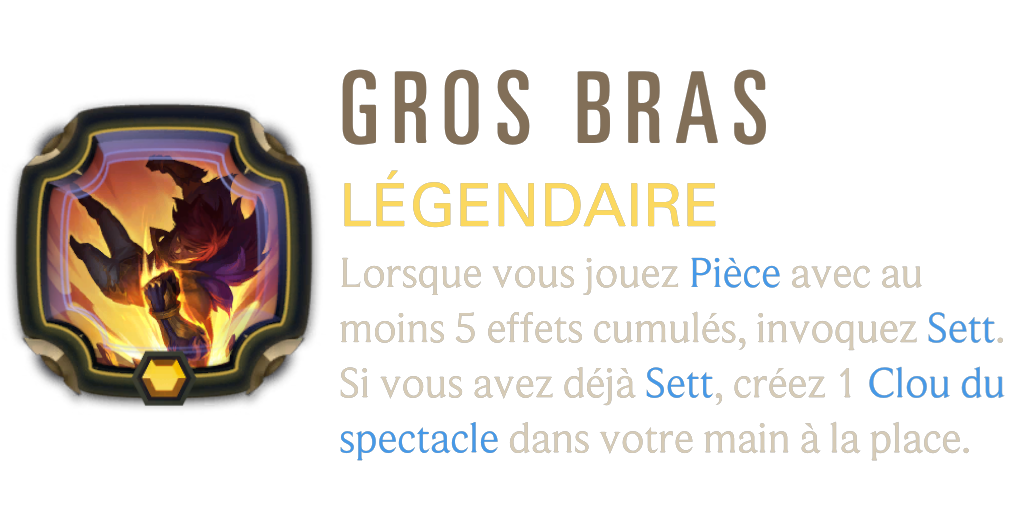 GROS BRAS
LÉGENDAIRE
Lorsque vous jouez Pièce avec au
moins 5 effets cumulés, invoquez Sett.
Si vous avez déjà Sett, créez 1 Clou du
spectacle dans votre main à la place.